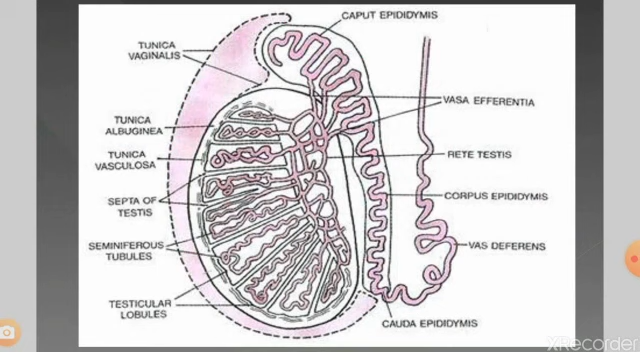 CAPUT EPIDIDYMIS
TUNICA
VAGINALIS
VASA EFFERENTIA
TUNICA
ALBUGINEA
TUNICA
VASCULOSA
RETE TESTIS
SEPTA OF
TESTIS
CORPUS EPIDIDYMIS
SEMINIFEROUS
TUBULES
VAS DEFERENS
TESTICULAR
LOBULES
CAUDA EPIDIDYMIS
XRecorder